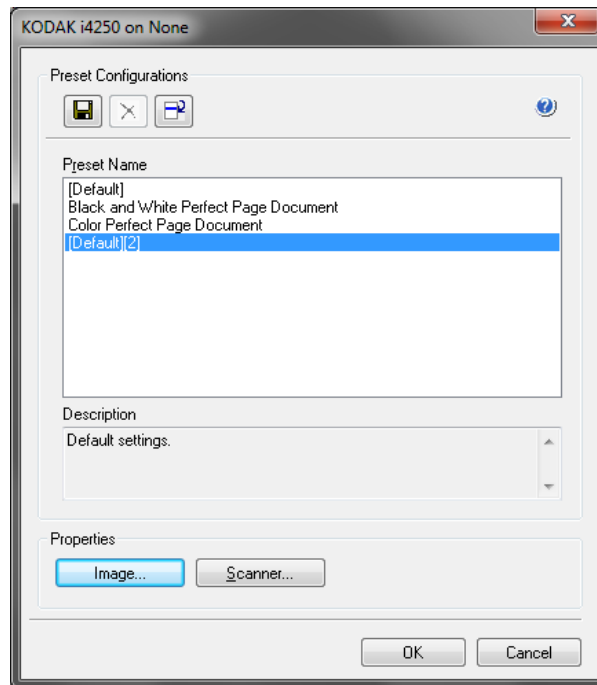 KODAK i4250 on None
Preset Configurations
Preset Name
[Default]
Black and White Perfect Page Document
Color Perfect Page Document
[Default][2]
Description
Default settings.
Properties
Image... Scanner...
OK Cancel